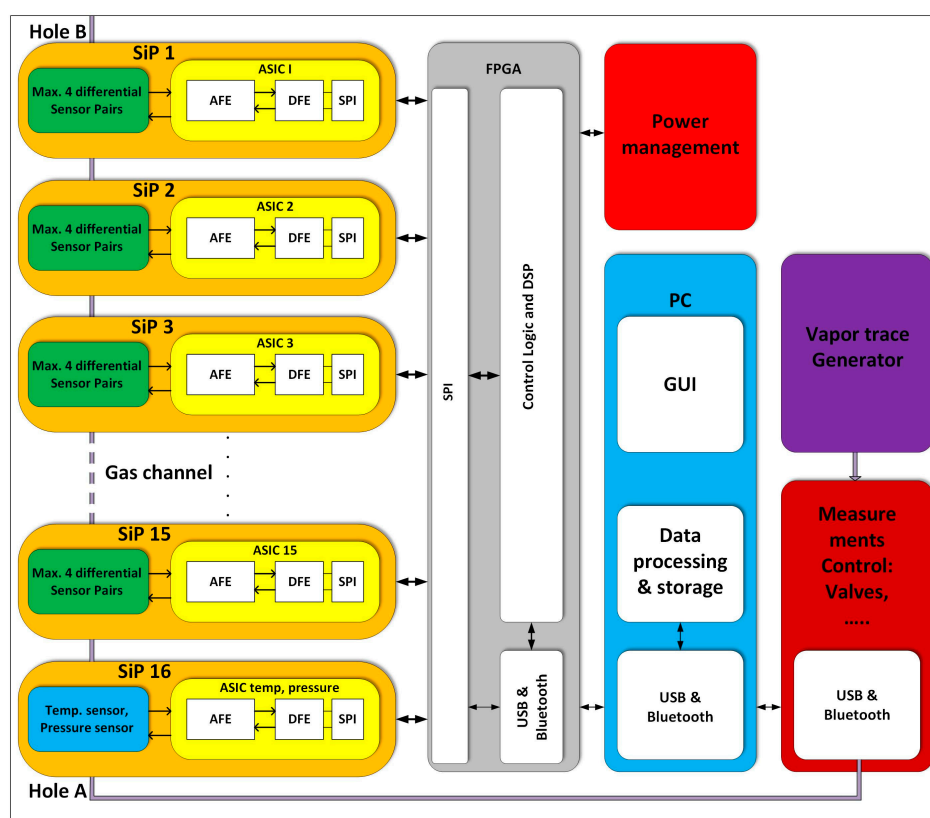 Hole B
SiP 1
Max. 4 differential
Sensor Pairs
ASIC I
AFE
DFE
SPI
SiP 2
Max. 4 differential
Sensor Pairs
ASIC 2
AFE
DFE
SPI
SiP 3
Max. 4 differential
Sensor Pairs
ASIC 3
AFE
DFE
SPI
Gas channel
SiP 15
Max. 4 differential
Sensor Pairs
ASIC 15
AFE
DFE
SPI
SiP 16
Temp. sensor,
Pressure sensor
ASIC temp, pressure
AFE
DFE
SPI
Hole A
FPGA
SPI
Control Logic and DSP
USB &
Bluetooth
Power
management
PC
GUI
Data
processing
& storage
USB &
Bluetooth
Vapor trace
Generator
Measure
ments
Control:
Valves,
.....
USB &
Bluetooth